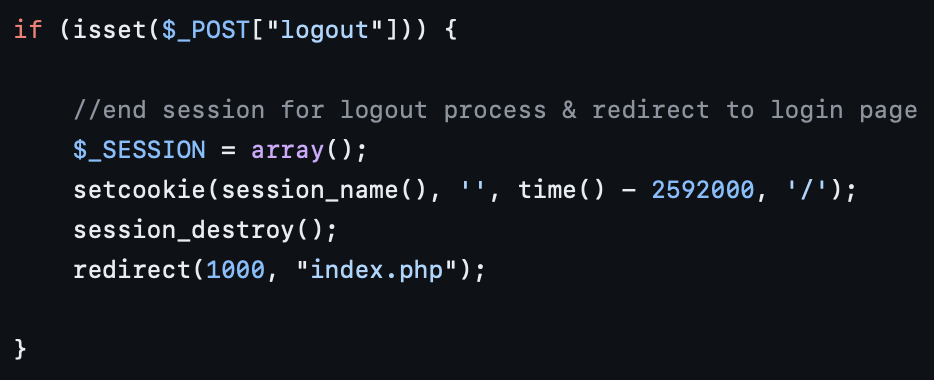 if (isset($_POST["logout"])) {
//end session for logout process & redirect to login page
$_SESSION = array();
setcookie(session_name(), '', time() - 2592000, '/');
session_destroy();
redirect(1000, "index.php");
}